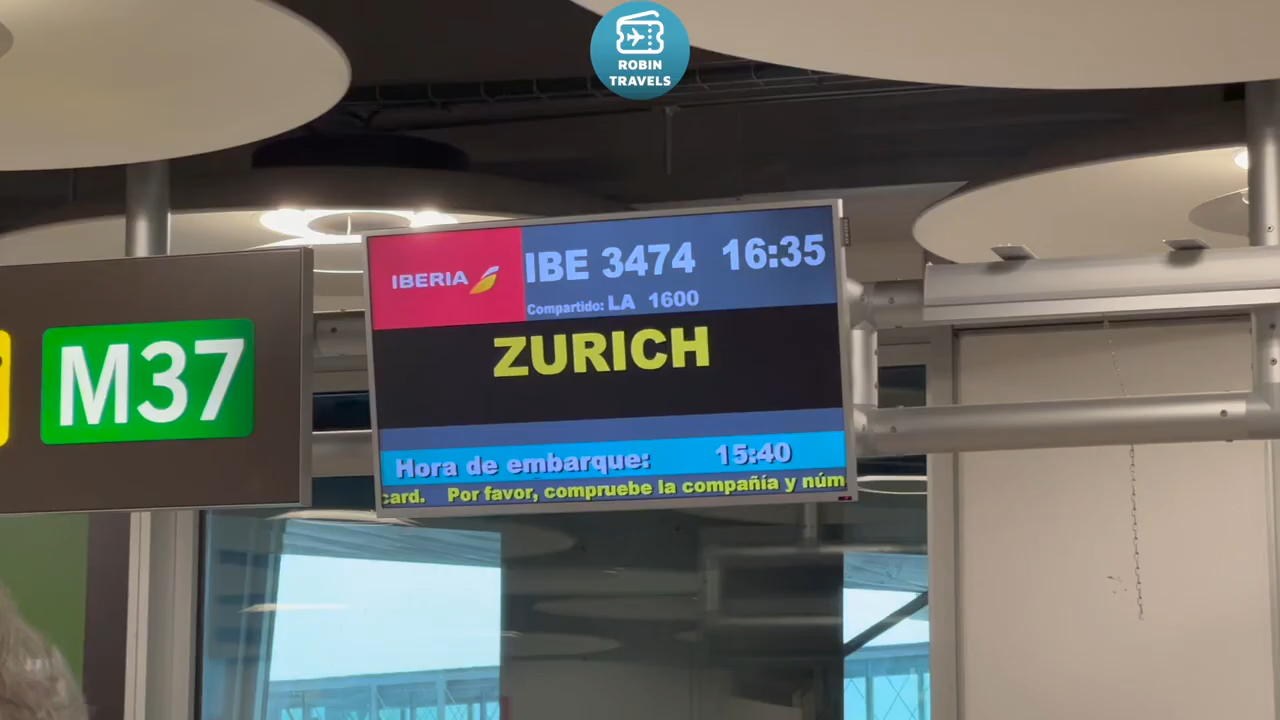 ROBIN
TRAVELS
M37
IBERIA
IBE 3474 16:35
Compartido: LA 1600
ZURICH
Hora de embarque: 15:40
card. Por favor, compruebe la compañía y núm